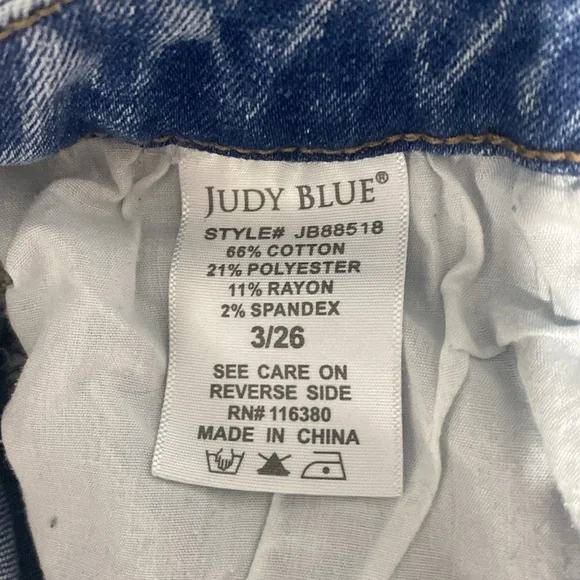 JUDY BLUE®
STYLE# JB88518
66% COTTON
21% POLYESTER
11% RAYON
2% SPANDEX
3/26
SEE CARE ON
REVERSE SIDE
RN# 116380
MADE IN CHINA